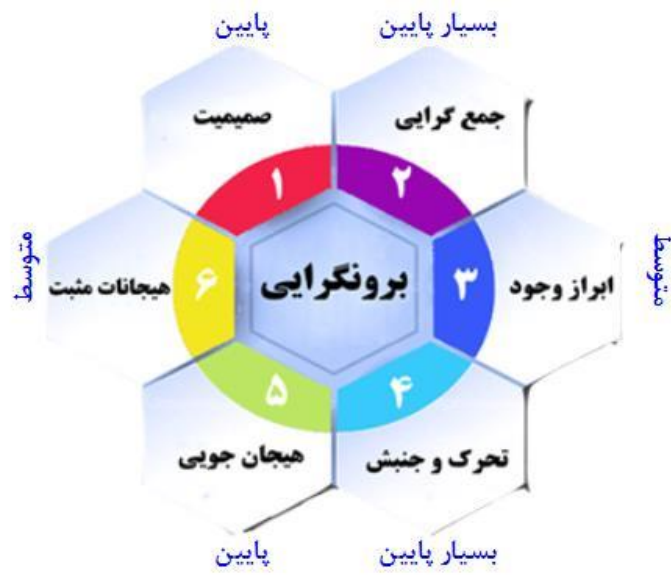 بسیار پایین
پایین
جمع گرایی
صمیمیت
۲
۱
متوسط
ابراز وجود
۳
برونگرایی
۶
هیجانات مثبت
متوسط
۴
۵
تحرک و جنبش
هیجان جویی
بسیار پایین
پایین